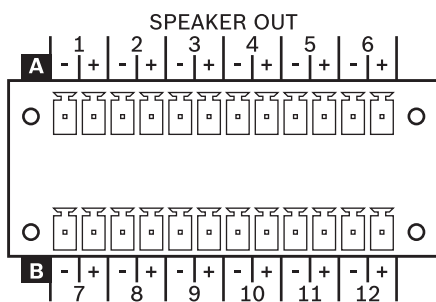 SPEAKER OUT
1 2 3 4 5 6
A - + - + - + - + - + - +
B - + - + - + - + - + - +
7 8 9 10 11 12